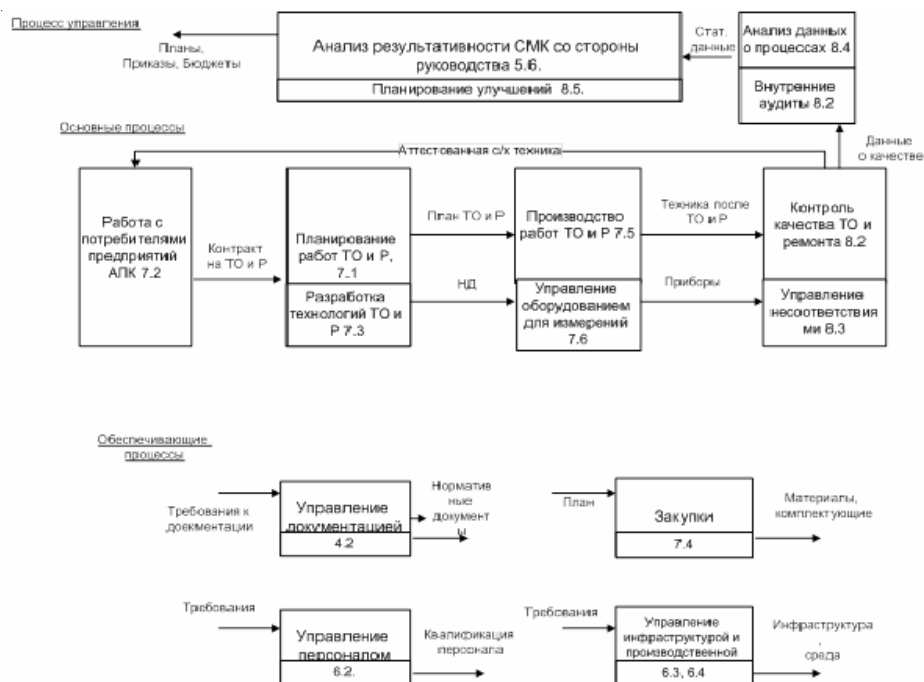 Процесс управления
Планы,
Приказы, Бюджеты
Анализ результативности СМК со стороны
руководства 5.6.
Планирование улучшений 8.5.
Стат.
данные
Анализ данных
о процессах 8.4
Внутренние
аудиты 8.2
Основные процессы
Аттестованная с/х техника
Данные
о качестве
Работа с
потребителями
предприятий
АПК 7.2
Контракт
на ТО и Р
Планирование
работ ТО и Р,
7.1
Разработка
технологий ТО и
Р 7.3
План ТО и Р
НД
Производство
работ ТО и Р 7.5
Управление
оборудованием
для измерений
7.6
Техника после
ТО и Р
Приборы
Контроль
качества ТО и
ремонта 8.2
Управление
несоответствия
ми 8.3
Обеспечивающие
процессы
Требования к
доекментации
Управление
документацией
4.2
Норматив
ные
документ
ы
План
Закупки
7.4
Материалы,
комплектующие
Требования
Управление
персоналом
6.2.
Квалификация
персонала
Требования
Управление
инфраструктурой и
производственной
6.3, 6.4
Инфраструктура
,
среда